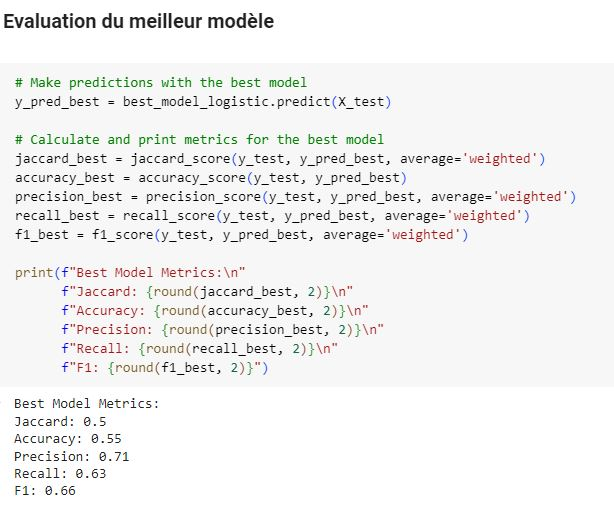 Evaluation du meilleur modèle
# Make predictions with the best model
y_pred_best = best_model_logistic.predict(X_test)
# Calculate and print metrics for the best model
jaccard_best = jaccard_score(y_test, y_pred_best, average='weighted')
accuracy_best = accuracy_score(y_test, y_pred_best)
precision_best = precision_score(y_test, y_pred_best, average='weighted')
recall_best = recall_score(y_test, y_pred_best, average='weighted')
f1_best = f1_score(y_test, y_pred_best, average='weighted')
print(f"Best Model Metrics:\n"
f"Jaccard: {round(jaccard_best, 2)}\n"
f"Accuracy: {round(accuracy_best, 2)}\n"
f"Precision: {round(precision_best, 2)}\n"
f"Recall: {round(recall_best, 2)}\n"
f"F1: {round(f1_best, 2)}")
Best Model Metrics:
Jaccard: 0.5
Accuracy: 0.55
Precision: 0.71
Recall: 0.63
F1: 0.66